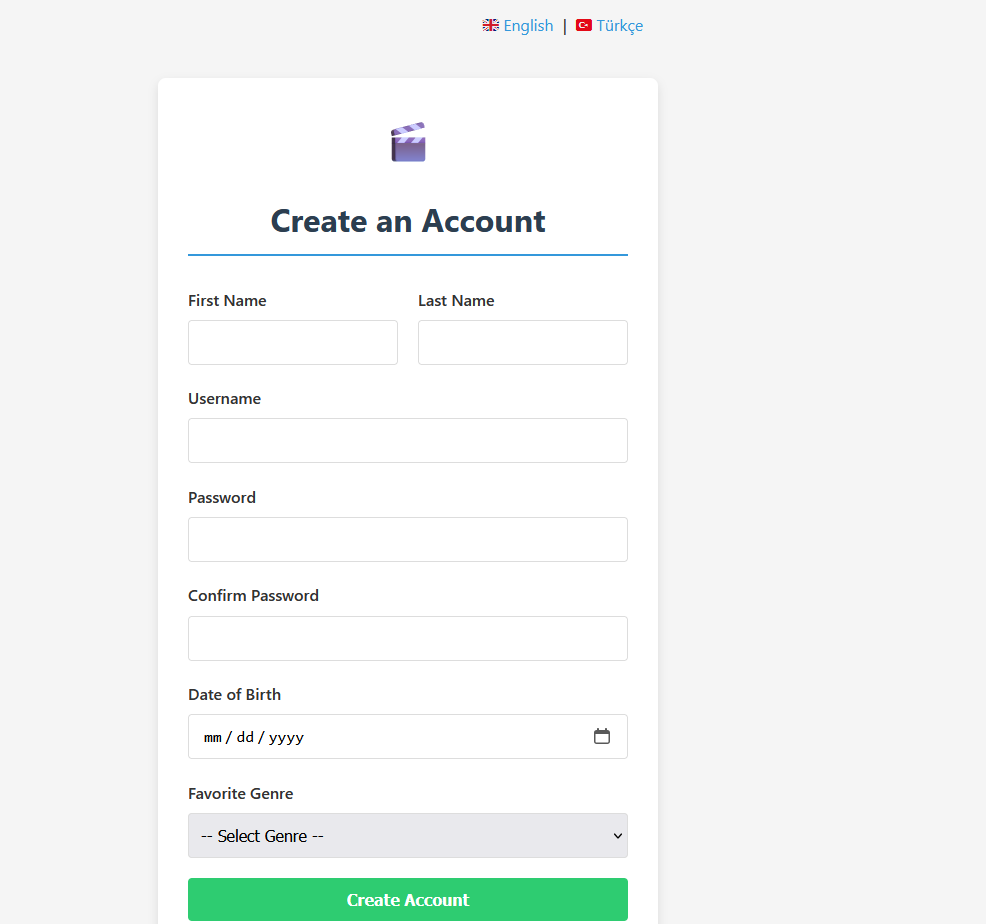 English | Türkçe
Create an Account
First Name Last Name
Username
Password
Confirm Password
Date of Birth
mm / dd / yyyy
Favorite Genre
-- Select Genre --
Create Account